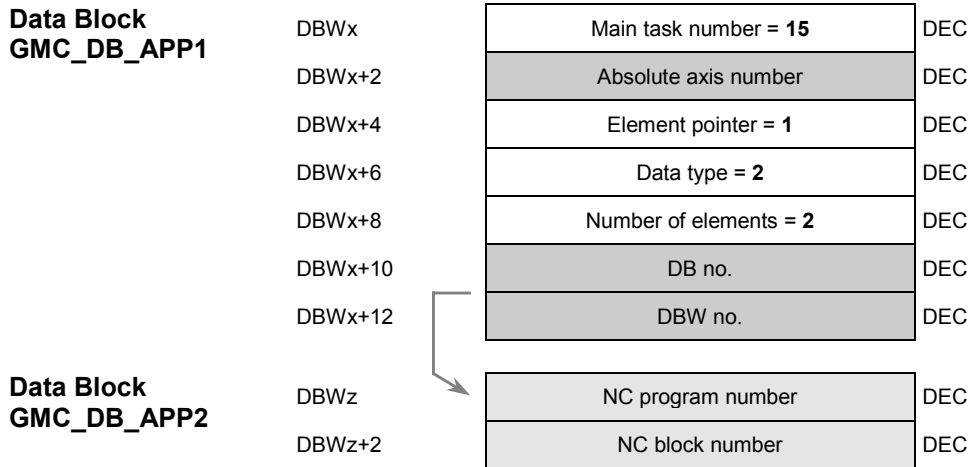 Data Block
GMC_DB_APP1
DBWx Main task number = 15 DEC
DBWx+2 Absolute axis number DEC
DBWx+4 Element pointer = 1 DEC
DBWx+6 Data type = 2 DEC
DBWx+8 Number of elements = 2 DEC
DBWx+10 DB no. DEC
DBWx+12 DBW no. DEC
Data Block
GMC_DB_APP2
DBWz NC program number DEC
DBWz+2 NC block number DEC